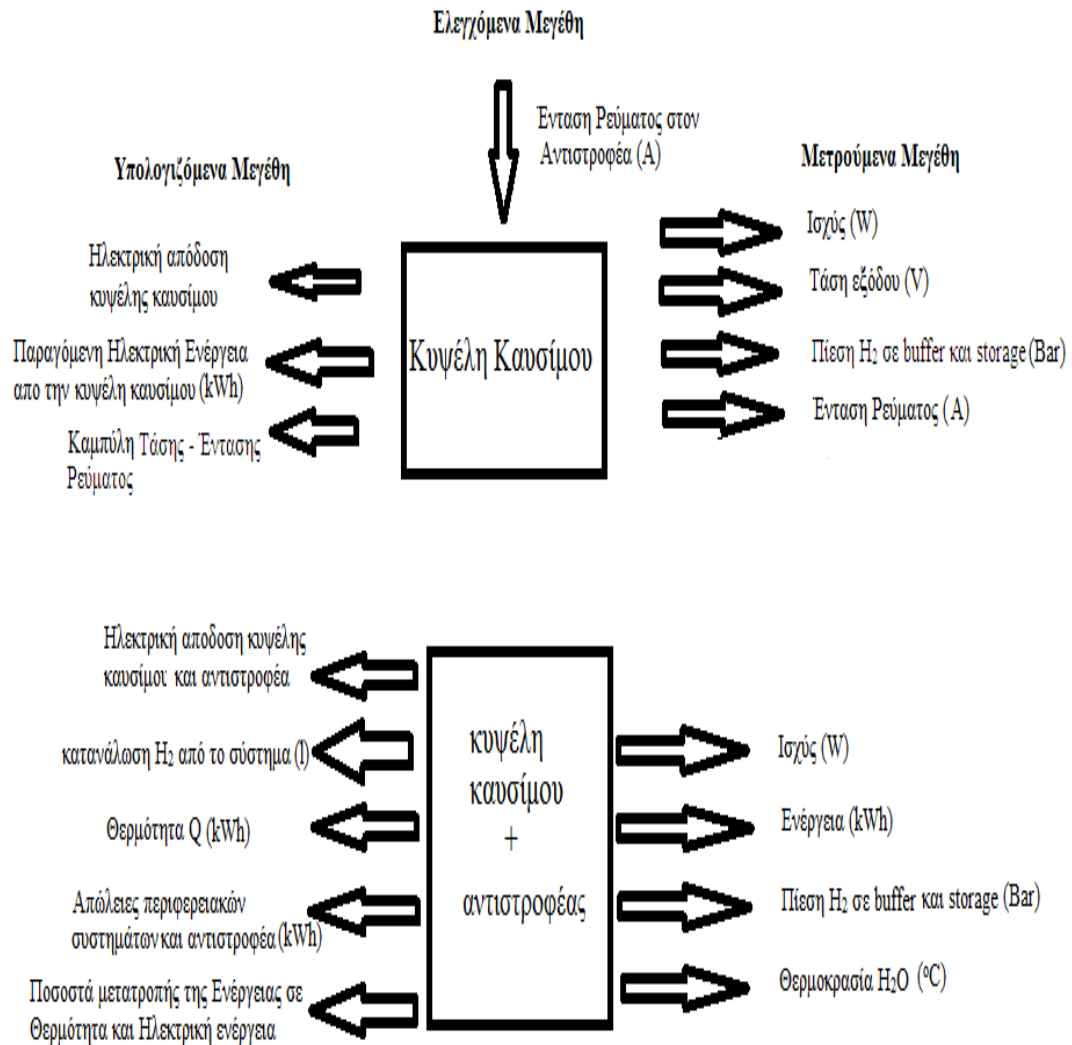 Ελεγχόμενα Μεγέθη
Ένταση Ρεύματος στον
Αντιστροφέα (Α)
Υπολογιζόμενα Μεγέθη
Μετρούμενα Μεγέθη
Ηλεκτρική απόδοση
κυψέλης καυσίμου
Παραγόμενη Ηλεκτρική Ενέργεια
απο την κυψέλη καυσίμου (kWh)
Καμπύλη Τάσης - Έντασης
Ρεύματος
Κυψέλη Καυσίμου
Ισχύς (W)
Τάση εξόδου (V)
Πίεση H₂ σε buffer και storage (Bar)
Ένταση Ρεύματος (Α)
Ηλεκτρική αποδοση κυψέλης
καυσίμου και αντιστροφέα
κατανάλωση H₂ από το σύστημα (l)
Θερμότητα Q (kWh)
Απώλειες περιφερειακών
συστημάτων και αντιστροφέα (kWh)
Ποσοστά μετατροπής της Ενέργειας σε
Θερμότητα και Ηλεκτρική ενέργεια
κυψέλη
καυσίμου
+
αντιστροφέας
Ισχύς (W)
Ενέργεια (kWh)
Πίεση H₂ σε buffer και storage (Bar)
Θερμοκρασία H₂O (⁰C)